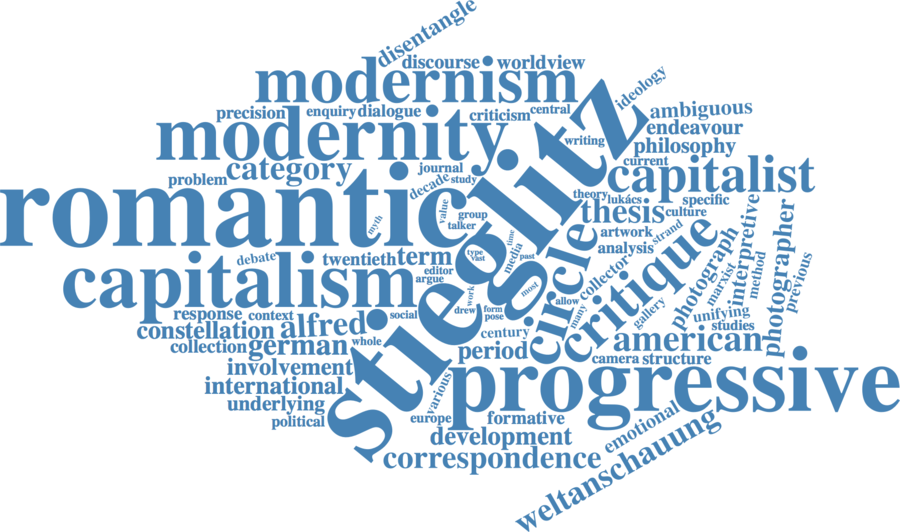 disentangle
discourse
worldview
modernism
ideology
precision
enquiry
dialogue
criticism
central
ambiguous
modernity
writing
endeavour
philosophy
category
journal
current
problem
decade
study
capitalist
romantic
stieglitz
theory
lukács
specific
value
group
thesis
culture
myth
talker
circle
artwork
strand
interpretive
time
analysis
critique
debate
twentieth
term
type
vast
media
past
photograph
photographer
editor
collector
marxist
method
previous
capitalism
argue
work
most
allow
response
context
social
drew
form
pose
many
gallery
unifying
constellation
alfred
century
studies
collection
german
whole
period
american
involvement
camera
structure
international
various
progressive
underlying
political
europe
formative
emotional
development
weltanschauung
correspondence